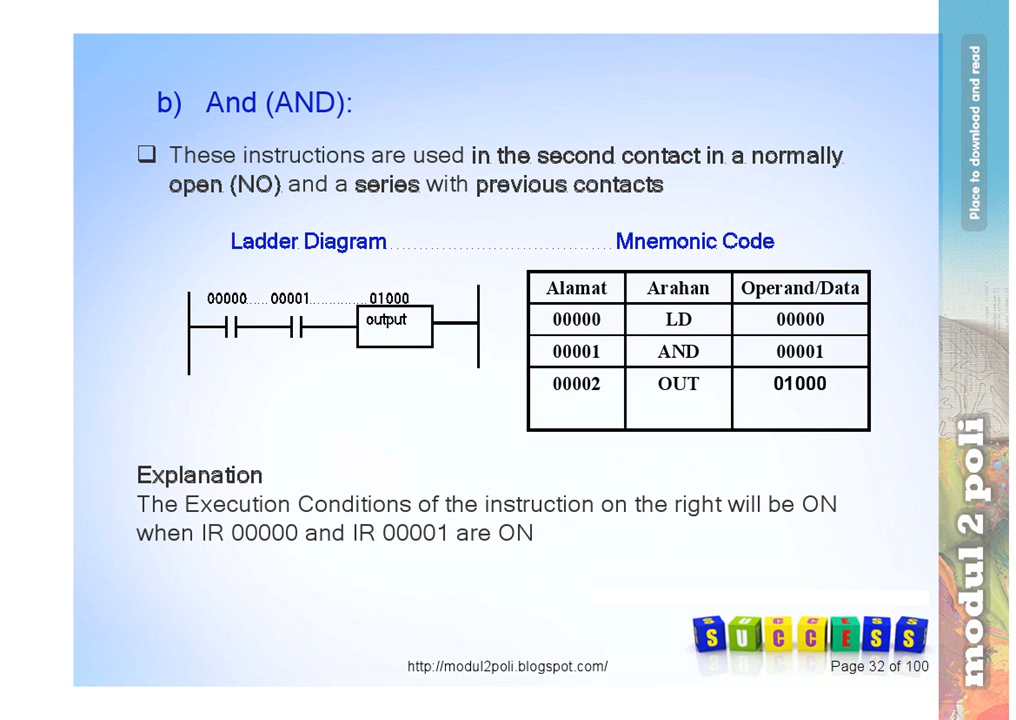 b) And (AND):
❑ These instructions are used in the second contact in a normally
open (NO) and a series with previous contacts
Ladder Diagram Mnemonic Code
00000 00001 01000
output
Alamat Arahan Operand/Data
00000 LD 00000
00001 AND 00001
00002 OUT 01000
Explanation
The Execution Conditions of the instruction on the right will be ON
when IR 00000 and IR 00001 are ON
SUCCESS
http://modul2poli.blogspot.com/ Page 32 of 100
Place to download and read
modul 2 poli